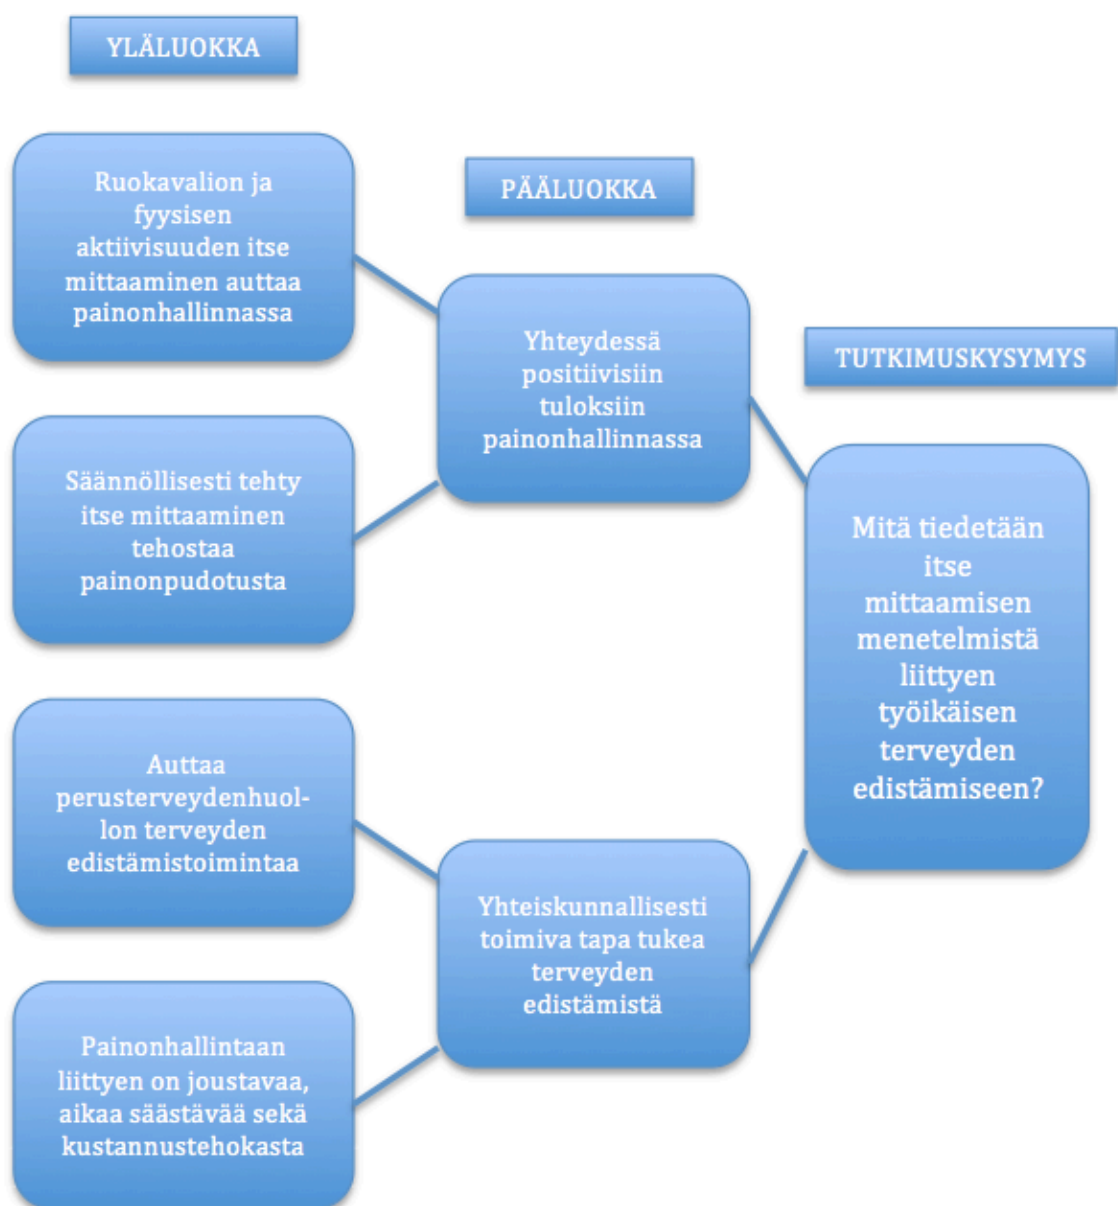 YLÄLUOKKA
Ruokavalion ja
fyysisen
aktiivisuuden itse
mittaaminen auttaa
painonhallinnassa
Säännöllisesti tehty
itse mittaaminen
tehostaa
painonpudotusta
Auttaa
perusterveydenhuol-
lon terveyden
edistämistoimintaa
Painonhallintaan
liittyen on joustavaa,
aikaa säästävää sekä
kustannustehokasta
PÄÄLUOKKA
Yhteydessä
positiivisiin
tuloksiin
painonhallinnassa
Yhteiskunnallisesti
toimiva tapa tukea
terveyden
edistämistä
TUTKIMUSKYSYMYS
Mitä tiedetään
itse
mittaamisen
menetelmistä
liittyen
työikäisen
terveyden
edistämiseen?